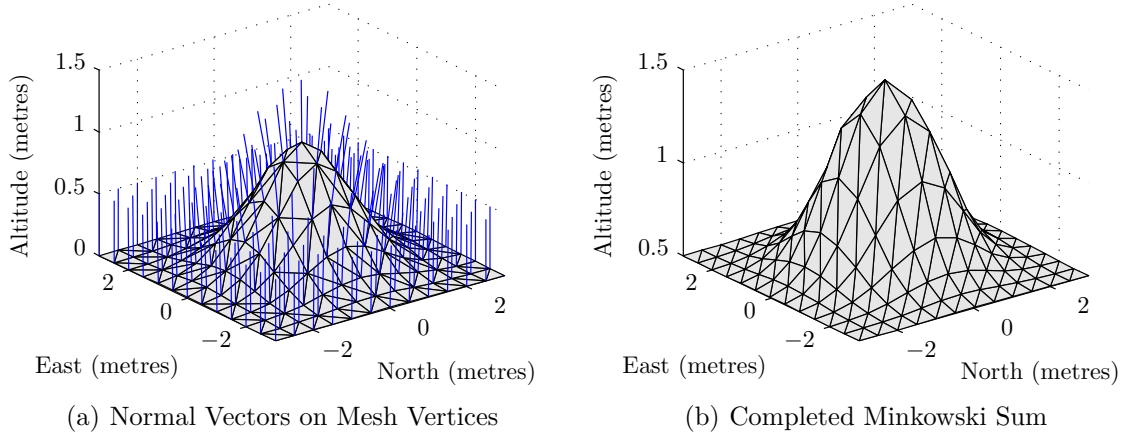 1.5
1
0.5
0
Altitude (metres)
2
0
−2
East (metres)
−2
0
2
North (metres)
(a) Normal Vectors on Mesh Vertices
1.5
1
0.5
Altitude (metres)
2
0
−2
East (metres)
−2
0
2
North (metres)
(b) Completed Minkowski Sum